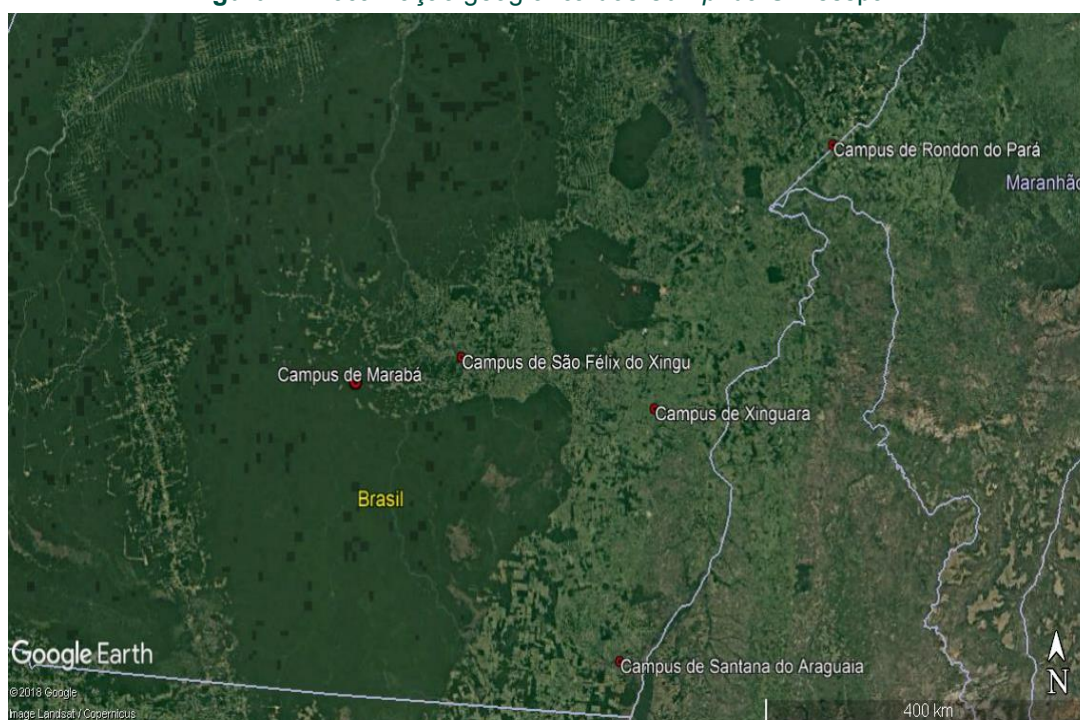 Campus de Rondon do Pará
Maranhão
Campus de São Félix do Xingu
Campus de Marabá
Campus de Xinguara
Brasil
Campus de Santana do Araguaia
Google Earth
©2018 Google
Image Landsat / Copernicus
400 km
N